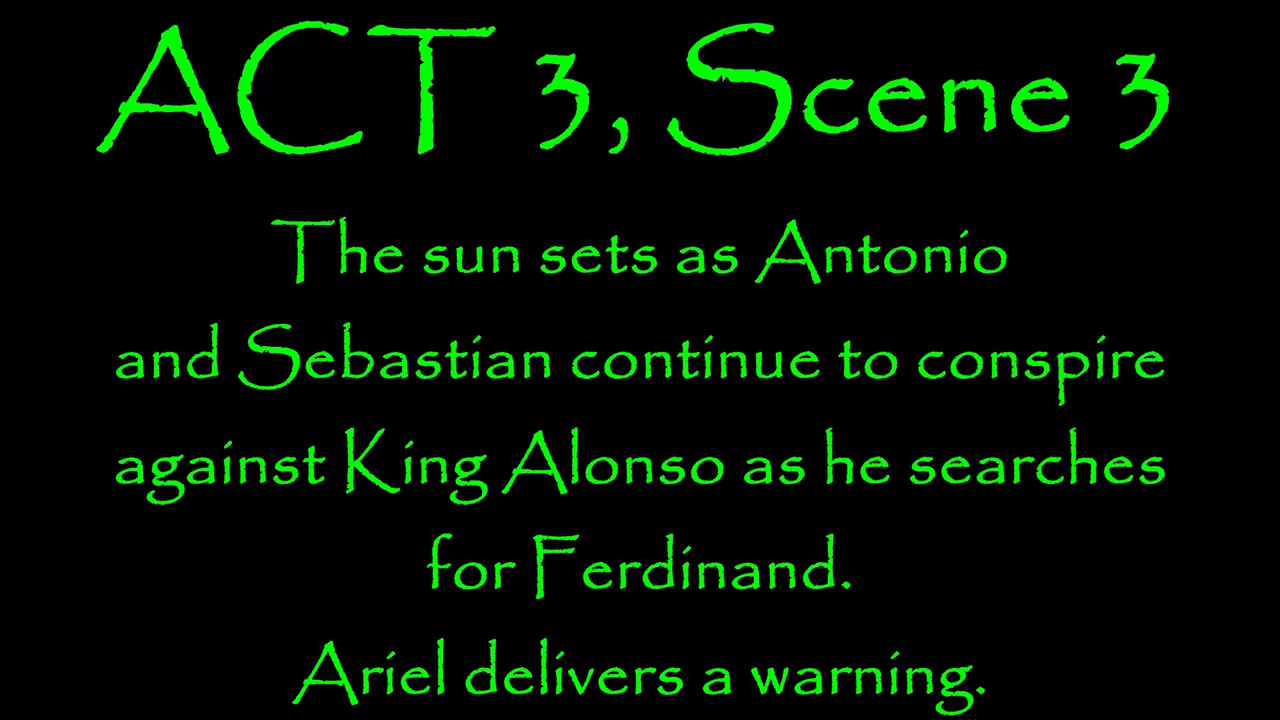 ACT 3, Scene 3
The sun sets as Antonio
and Sebastian continue to conspire
against King Alonso as he searches
for Ferdinand.
Ariel delivers a warning.